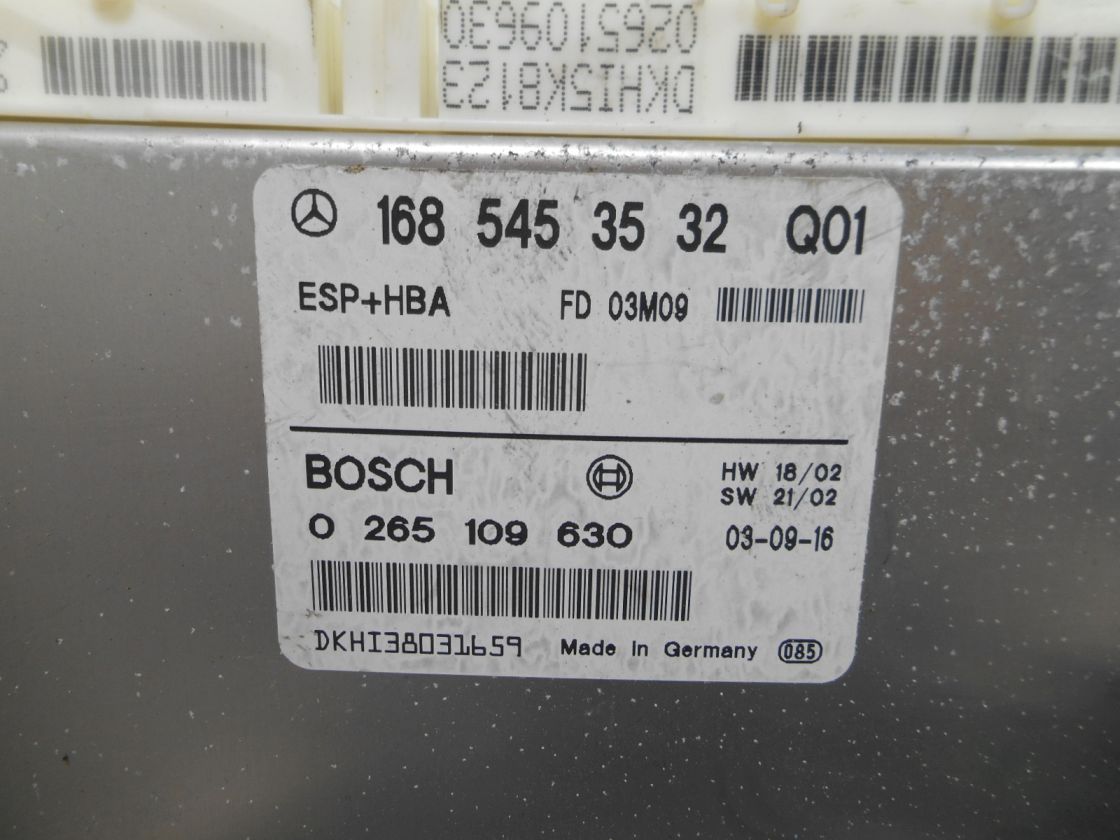 0265109630
DKHI5K8123
168 545 35 32 Q01
ESP+HBA FD 03M09
BOSCH HW 18/02
SW 21/02
0 265 109 630 03-09-16
DKHI38031659 Made In Germany 085